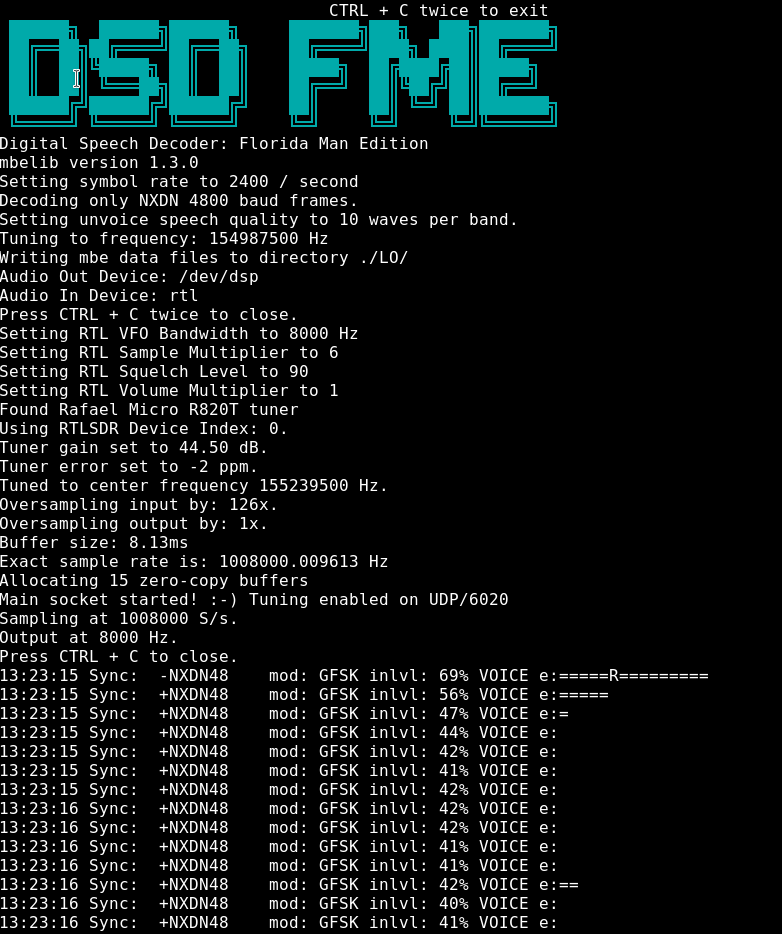 CTRL + C twice to exit
DSD FME
Digital Speech Decoder: Florida Man Edition
mbelib version 1.3.0
Setting symbol rate to 2400 / second
Decoding only NXDN 4800 baud frames.
Setting unvoice speech quality to 10 waves per band.
Tuning to frequency: 154987500 Hz
Writing mbe data files to directory ./LO/
Audio Out Device: /dev/dsp
Audio In Device: rtl
Press CTRL + C twice to close.
Setting RTL VFO Bandwidth to 8000 Hz
Setting RTL Sample Multiplier to 6
Setting RTL Squelch Level to 90
Setting RTL Volume Multiplier to 1
Found Rafael Micro R820T tuner
Using RTLSDR Device Index: 0.
Tuner gain set to 44.50 dB.
Tuner error set to -2 ppm.
Tuned to center frequency 155239500 Hz.
Oversampling input by: 126x.
Oversampling output by: 1x.
Buffer size: 8.13ms
Exact sample rate is: 1008000.009613 Hz
Allocating 15 zero-copy buffers
Main socket started! :-) Tuning enabled on UDP/6020
Sampling at 1008000 S/s.
Output at 8000 Hz.
Press CTRL + C to close.
13:23:15 Sync:  -NXDN48    mod: GFSK inlvl: 69% VOICE e:=====R=========
13:23:15 Sync:  +NXDN48    mod: GFSK inlvl: 56% VOICE e:=====
13:23:15 Sync:  +NXDN48    mod: GFSK inlvl: 47% VOICE e:=
13:23:15 Sync:  +NXDN48    mod: GFSK inlvl: 44% VOICE e:
13:23:15 Sync:  +NXDN48    mod: GFSK inlvl: 42% VOICE e:
13:23:15 Sync:  +NXDN48    mod: GFSK inlvl: 41% VOICE e:
13:23:15 Sync:  +NXDN48    mod: GFSK inlvl: 42% VOICE e:
13:23:16 Sync:  +NXDN48    mod: GFSK inlvl: 42% VOICE e:
13:23:16 Sync:  +NXDN48    mod: GFSK inlvl: 42% VOICE e:
13:23:16 Sync:  +NXDN48    mod: GFSK inlvl: 41% VOICE e:
13:23:16 Sync:  +NXDN48    mod: GFSK inlvl: 41% VOICE e:
13:23:16 Sync:  +NXDN48    mod: GFSK inlvl: 42% VOICE e:==
13:23:16 Sync:  +NXDN48    mod: GFSK inlvl: 40% VOICE e:
13:23:16 Sync:  +NXDN48    mod: GFSK inlvl: 41% VOICE e: